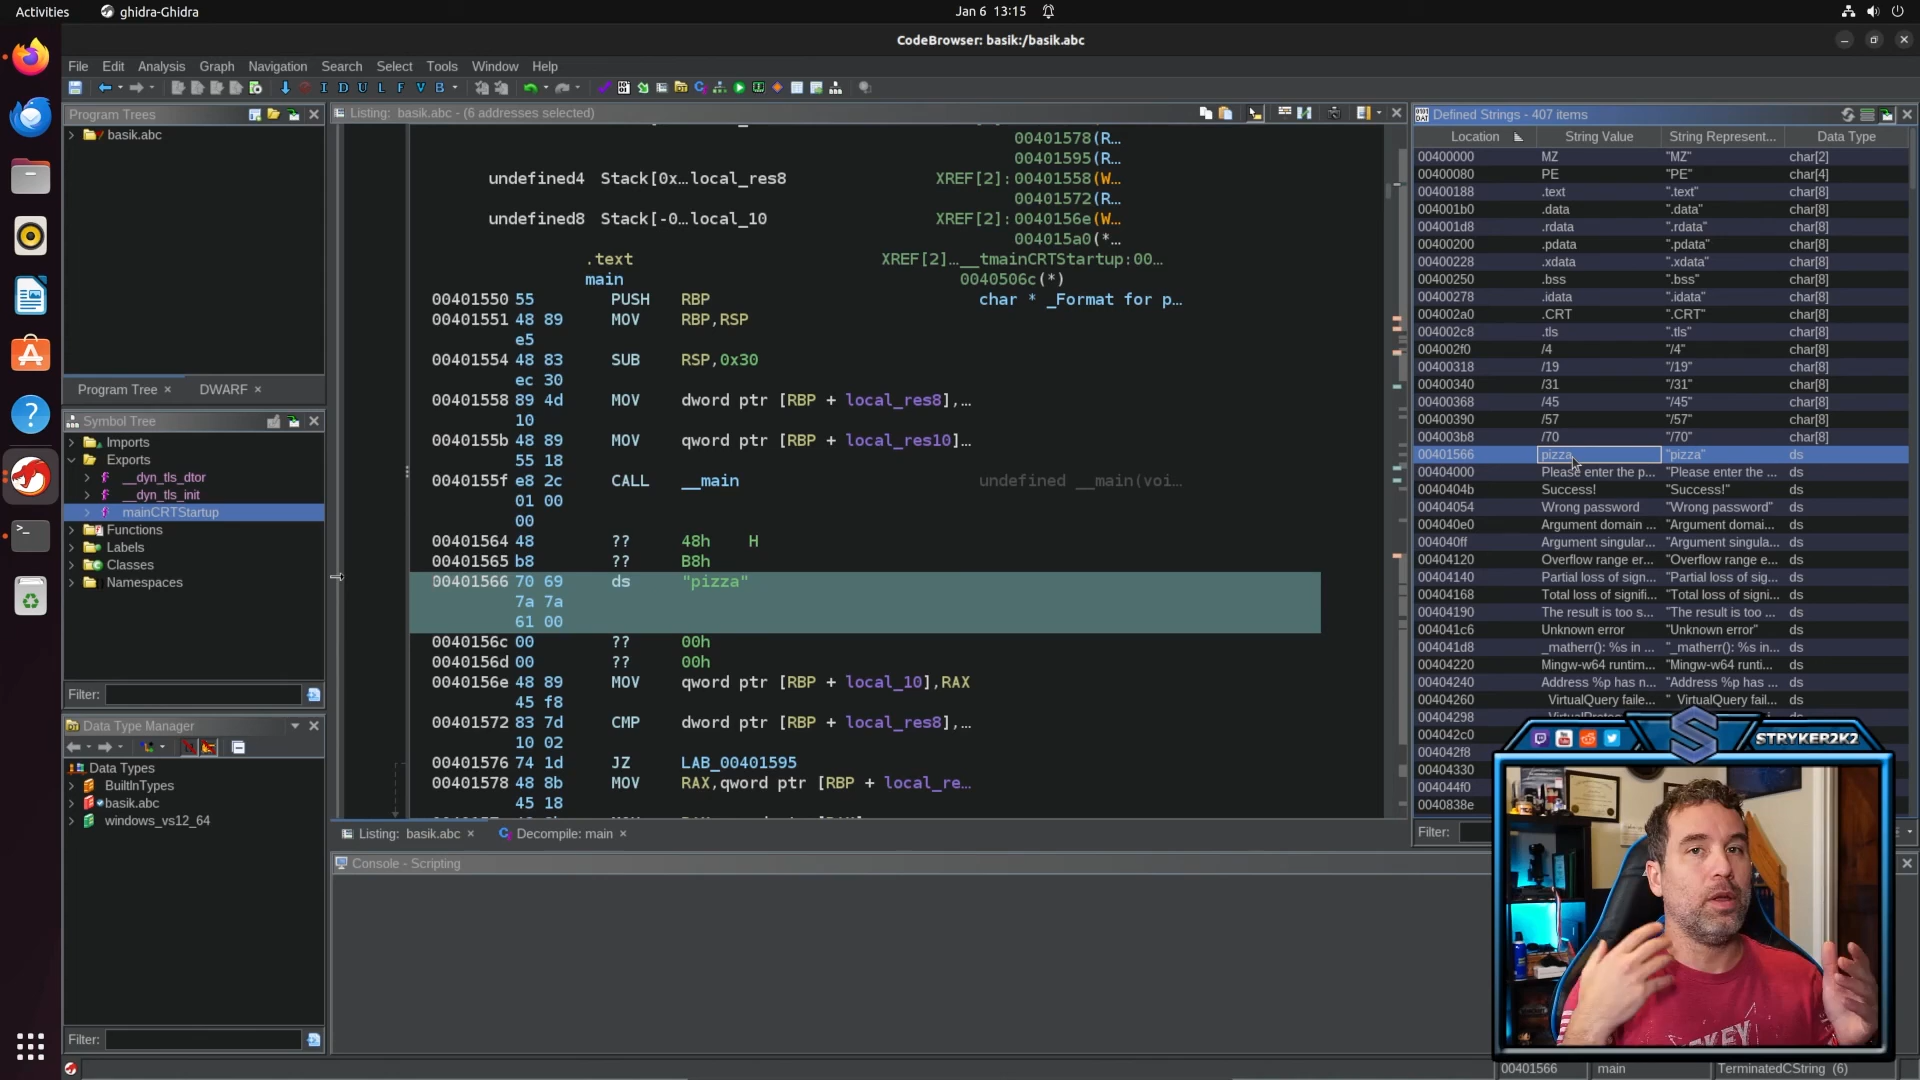 Activities
ghidra-Ghidra
Jan 6 13:15
CodeBrowser: basik:/basik.abc
File Edit Analysis Graph Navigation Search Select Tools Window Help
I D U L F V B
Program Trees
basik.abc
Program Tree ×
DWARF ×
Symbol Tree
Imports
Exports
f __dyn_tls_dtor
f __dyn_tls_init
f mainCRTStartup
Functions
Labels
Classes
Namespaces
Filter:
Data Type Manager
Data Types
BuiltInTypes
basik.abc
windows_vs12_64
Filter:
Listing: basik.abc - (6 addresses selected)
00401578(R...
00401595(R...
undefined4 Stack[0x...local_res8 XREF[2]: 00401558(W...
00401572(R...
undefined8 Stack[-0...local_10 XREF[2]: 0040156e(W...
004015a0(*...
.text XREF[2]...__tmainCRTStartup:00...
main 0040506c(*)
00401550 55 PUSH RBP char * _Format for p...
00401551 48 89 MOV RBP,RSP
e5
00401554 48 83 SUB RSP,0x30
ec 30
00401558 89 4d MOV dword ptr [RBP + local_res8],...
10
0040155b 48 89 MOV qword ptr [RBP + local_res10]...
55 18
0040155f e8 2c CALL __main undefined __main(voi...
01 00
00
00401564 48 ?? 48h H
00401565 b8 ?? B8h
00401566 70 69 ds "pizza"
7a 7a
61 00
0040156c 00 ?? 00h
0040156d 00 ?? 00h
0040156e 48 89 MOV qword ptr [RBP + local_10],RAX
45 f8
00401572 83 7d CMP dword ptr [RBP + local_res8],...
10 02
00401576 74 1d JZ LAB_00401595
00401578 48 8b MOV RAX,qword ptr [RBP + local_re...
45 18
Listing: basik.abc ×
Decompile: main ×
Console - Scripting
Defined Strings - 407 items
Location String Value String Represent... Data Type
00400000 MZ "MZ" char[2]
00400080 PE "PE" char[4]
00400188 .text ".text" char[8]
004001b0 .data ".data" char[8]
004001d8 .rdata ".rdata" char[8]
00400200 .pdata ".pdata" char[8]
00400228 .xdata ".xdata" char[8]
00400250 .bss ".bss" char[8]
00400278 .idata ".idata" char[8]
004002a0 .CRT ".CRT" char[8]
004002c8 .tls ".tls" char[8]
004002f0 /4 "/4" char[8]
00400318 /19 "/19" char[8]
00400340 /31 "/31" char[8]
00400368 /45 "/45" char[8]
00400390 /57 "/57" char[8]
004003b8 /70 "/70" char[8]
00401566 pizza "pizza" ds
00404000 Please enter the p... "Please enter the ... ds
0040404b Success! "Success!" ds
00404054 Wrong password "Wrong password" ds
004040e0 Argument domain ... "Argument domai... ds
004040ff Argument singular... "Argument singula... ds
00404120 Overflow range er... "Overflow range e... ds
00404140 Partial loss of sign... "Partial loss of sig... ds
00404168 Total loss of signifi... "Total loss of signi... ds
00404190 The result is too s... "The result is too ... ds
004041c6 Unknown error "Unknown error" ds
004041d8 _matherr(): %s in ... "_matherr(): %s in... ds
00404220 Mingw-w64 runtim... "Mingw-w64 runti... ds
00404240 Address %p has n... "Address %p has ... ds
00404260 VirtualQuery faile... " VirtualQuery fail... ds
00404298
004042c0
004042f8
00404330
004044f0
0040838e
Filter:
STRYKER2K2
00401566 main TerminatedCString (6)